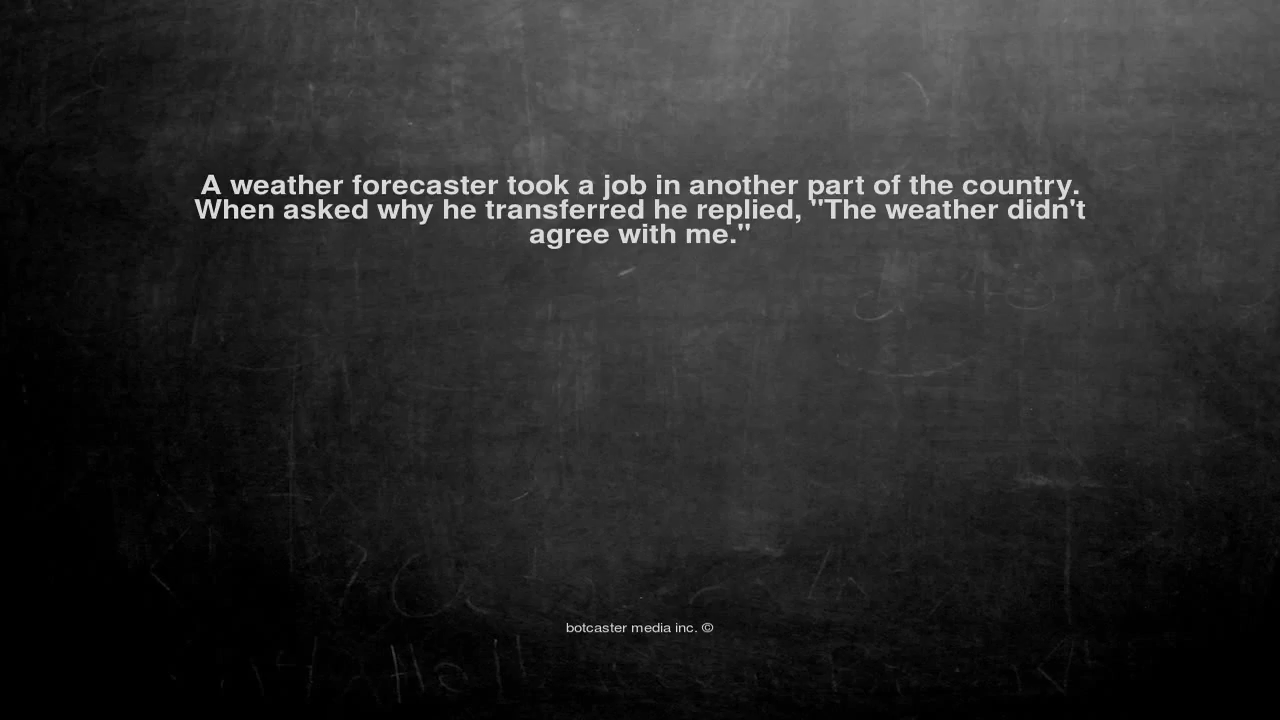 A weather forecaster took a job in another part of the country.
When asked why he transferred he replied, "The weather didn't
agree with me."
botcaster media inc. ©